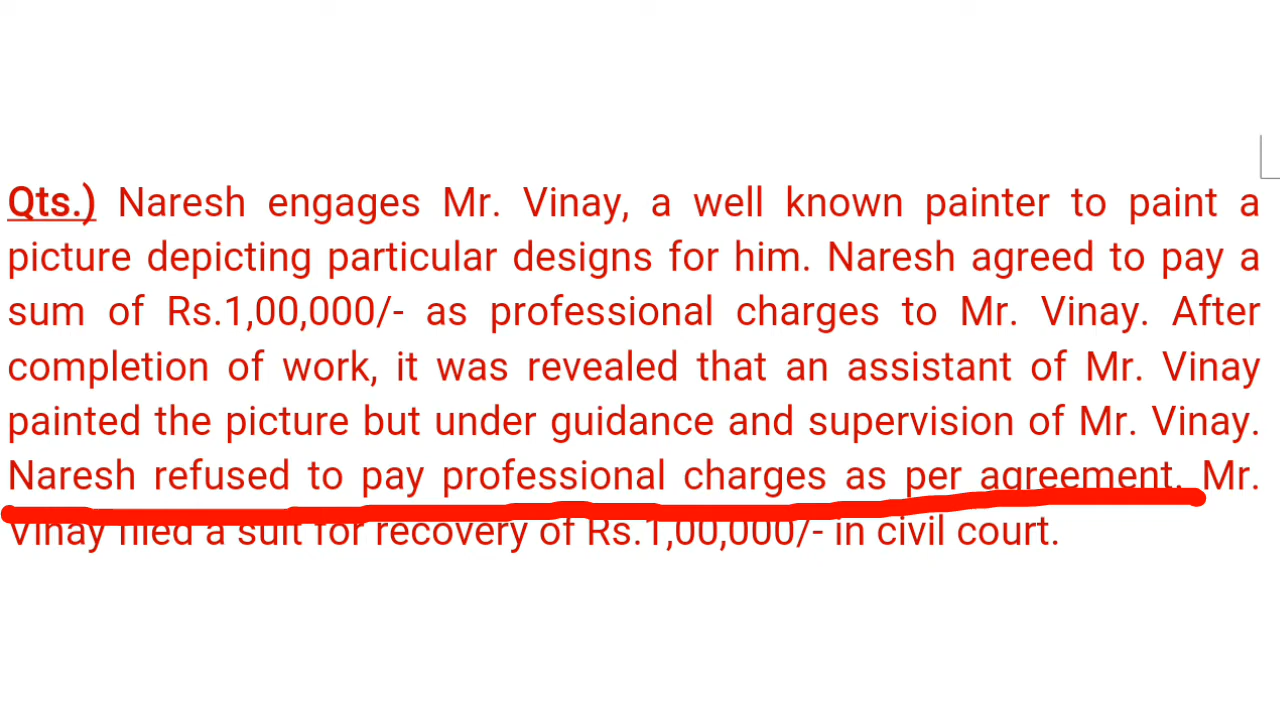 Qts.) Naresh engages Mr. Vinay, a well known painter to paint a
picture depicting particular designs for him. Naresh agreed to pay a
sum of Rs.1,00,000/- as professional charges to Mr. Vinay. After
completion of work, it was revealed that an assistant of Mr. Vinay
painted the picture but under guidance and supervision of Mr. Vinay.
Naresh refused to pay professional charges as per agreement. Mr.
Vinay filed a suit for recovery of Rs.1,00,000/- in civil court.